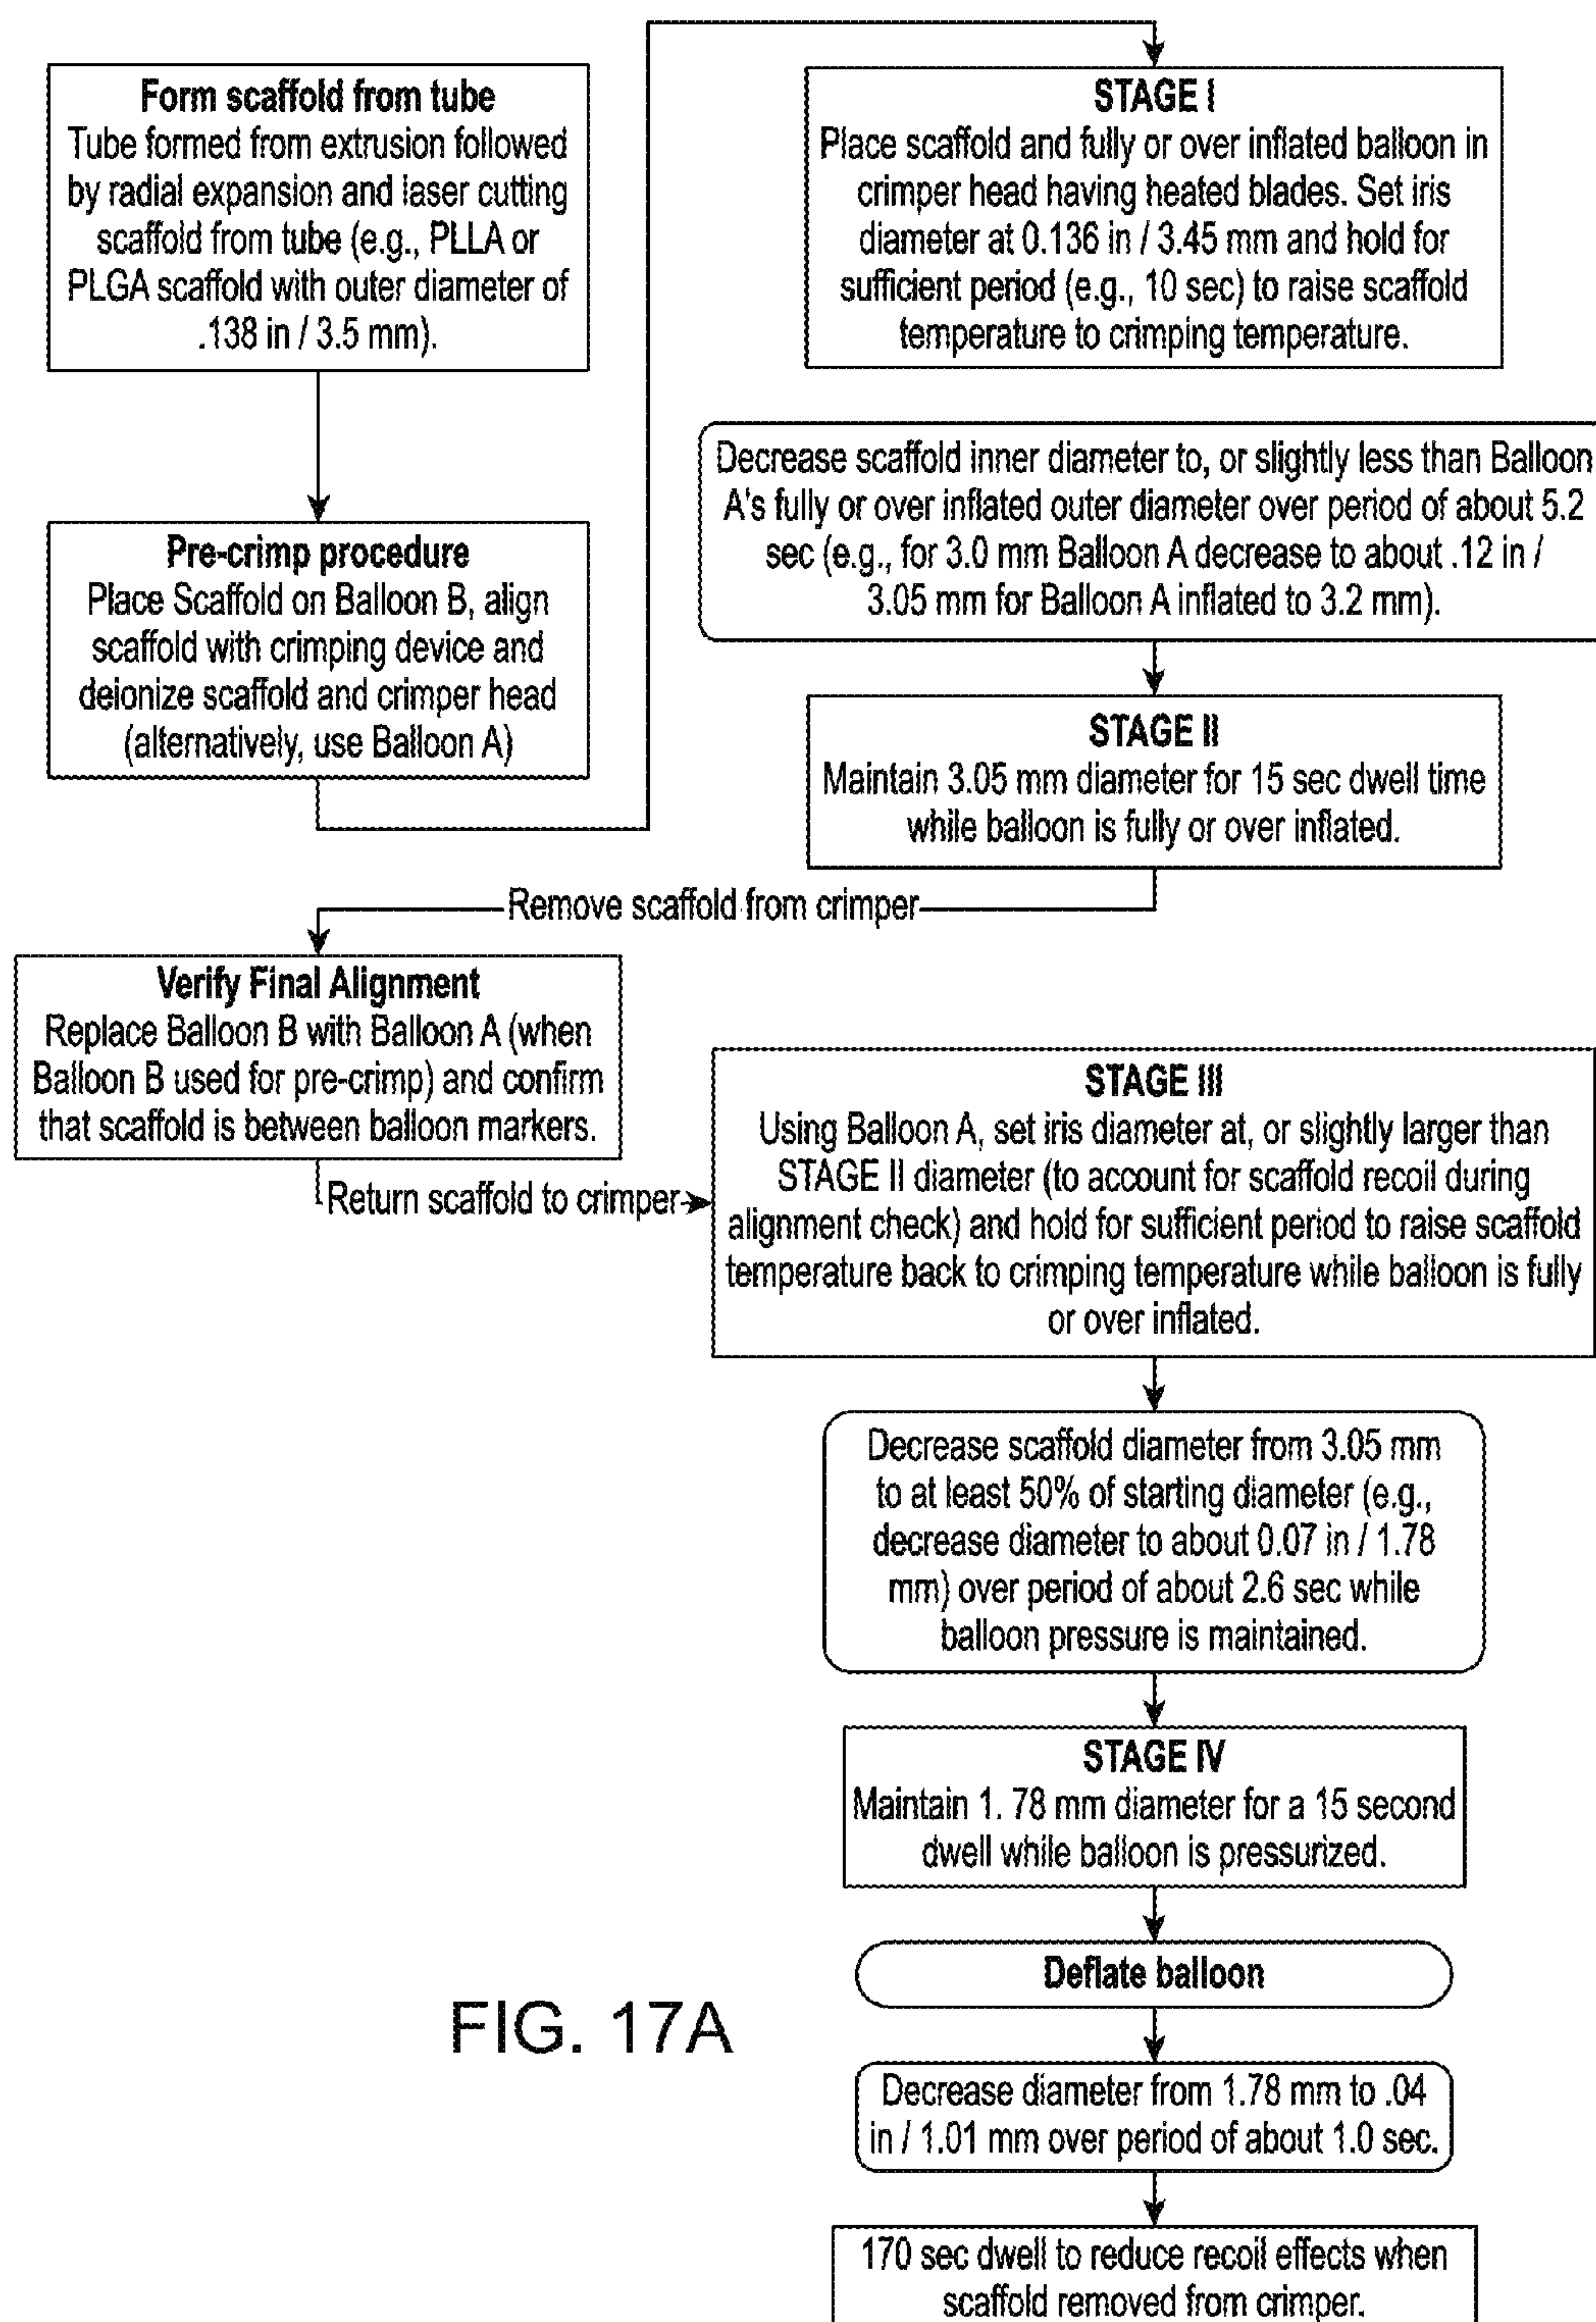 Form scaffold from tube
Tube formed from extrusion followed
by radial expansion and laser cutting
scaffold from tube (e.g., PLLA or
PLGA scaffold with outer diameter of
.138 in / 3.5 mm).
Pre-crimp procedure
Place Scaffold on Balloon B, align
scaffold with crimping device and
deionize scaffold and crimper head
(alternatively, use Balloon A)
STAGE I
Place scaffold and fully or over inflated balloon in
crimper head having heated blades. Set iris
diameter at 0.136 in / 3.45 mm and hold for
sufficient period (e.g., 10 sec) to raise scaffold
temperature to crimping temperature.
Decrease scaffold inner diameter to, or slightly less than Balloon
A's fully or over inflated outer diameter over period of about 5.2
sec (e.g., for 3.0 mm Balloon A decrease to about .12 in /
3.05 mm for Balloon A inflated to 3.2 mm).
STAGE II
Maintain 3.05 mm diameter for 15 sec dwell time
while balloon is fully or over inflated.
Remove scaffold from crimper
Verify Final Alignment
Replace Balloon B with Balloon A (when
Balloon B used for pre-crimp) and confirm
that scaffold is between balloon markers.
Return scaffold to crimper
STAGE III
Using Balloon A, set iris diameter at, or slightly larger than
STAGE II diameter (to account for scaffold recoil during
alignment check) and hold for sufficient period to raise scaffold
temperature back to crimping temperature while balloon is fully
or over inflated.
Decrease scaffold diameter from 3.05 mm
to at least 50% of starting diameter (e.g.,
decrease diameter to about 0.07 in / 1.78
mm) over period of about 2.6 sec while
balloon pressure is maintained.
STAGE IV
Maintain 1. 78 mm diameter for a 15 second
dwell while balloon is pressurized.
Deflate balloon
FIG. 17A
Decrease diameter from 1.78 mm to .04
in / 1.01 mm over period of about 1.0 sec.
170 sec dwell to reduce recoil effects when
scaffold removed from crimper.